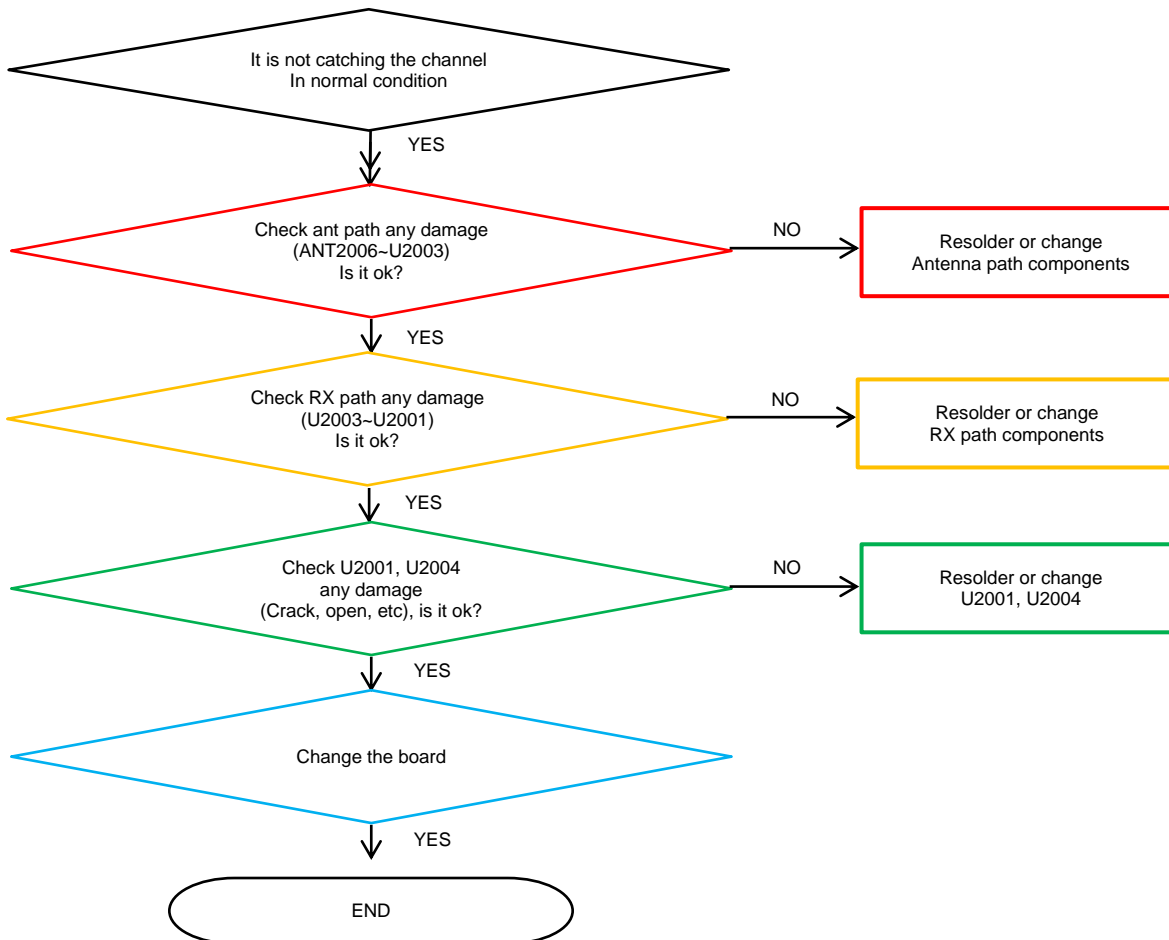 It is not catching the channel
In normal condition
YES
Check ant path any damage
(ANT2006~U2003)
Is it ok?
NO
Resolder or change
Antenna path components
YES
Check RX path any damage
(U2003~U2001)
Is it ok?
NO
Resolder or change
RX path components
YES
Check U2001, U2004
any damage
(Crack, open, etc), is it ok?
NO
Resolder or change
U2001, U2004
YES
Change the board
YES
END